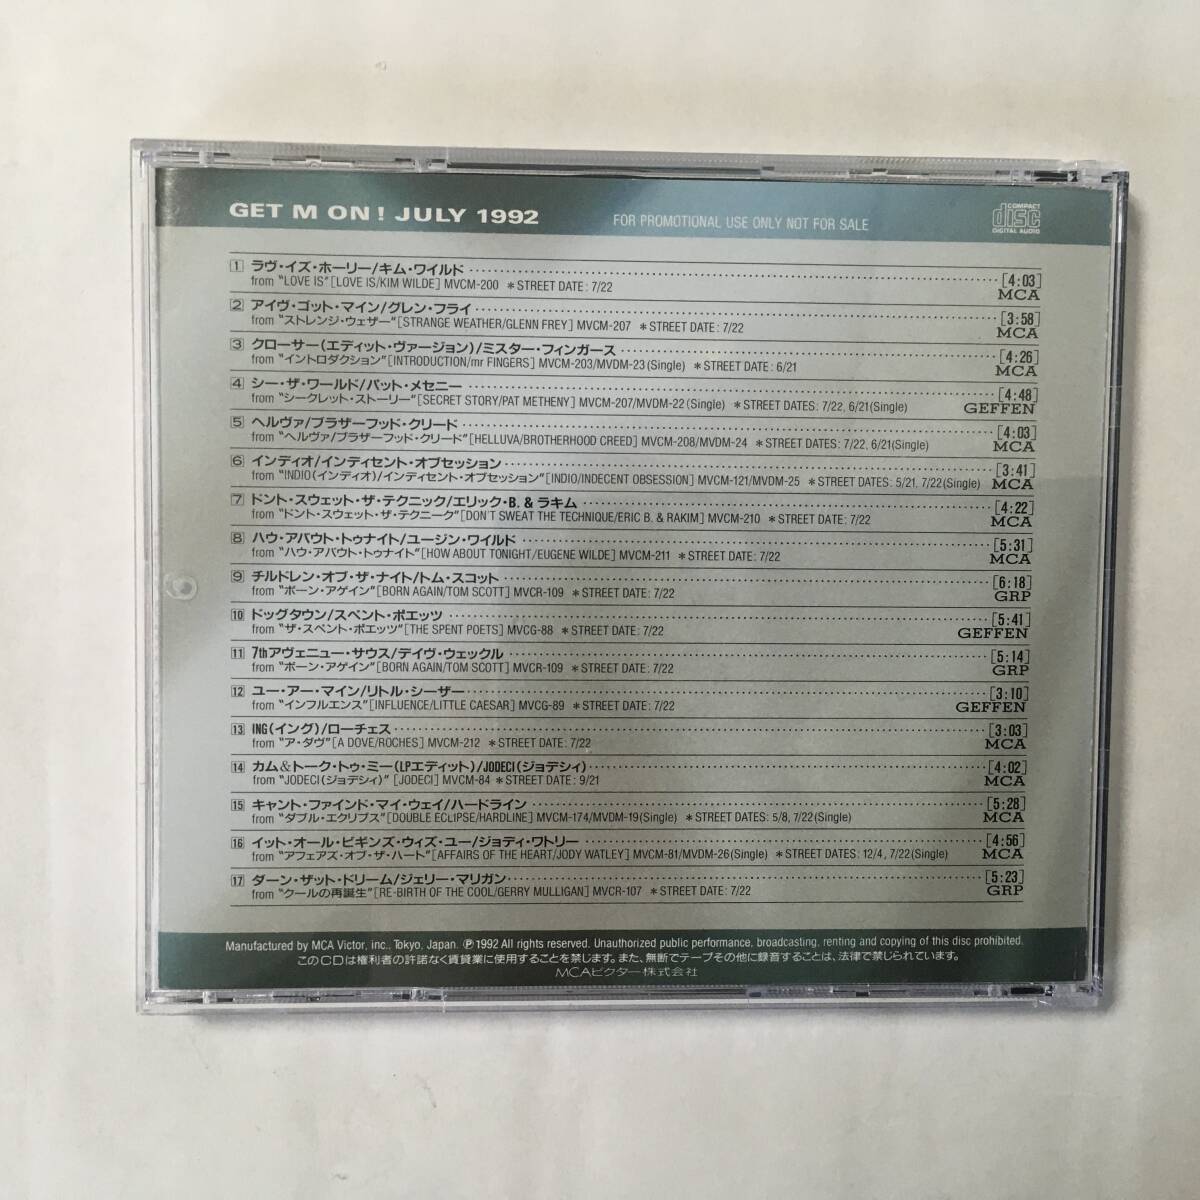 GET M ON! JULY 1992 FOR PROMOTIONAL USE ONLY NOT FOR SALE
COMPACT disc DIGITAL AUDIO
1 ラヴ・イズ・ホーリー/キム・ワイルド [4:03]
from "LOVE IS" [LOVE IS/KIM WILDE] MVCM-200 *STREET DATE: 7/22 MCA
2 アイヴ・ゴット・マイン/グレン・フライ [3:58]
from "ストレンジ・ウェザー" [STRANGE WEATHER/GLENN FREY] MVCM-207 *STREET DATE: 7/22 MCA
3 クローサー(エディット・ヴァージョン)/ミスター・フィンガース [4:26]
from "イントロダクション" [INTRODUCTION/mr FINGERS] MVCM-203/MVDM-23(Single) *STREET DATE: 6/21 MCA
4 シー・ザ・ワールド/パット・メセニー [4:48]
from "シークレット・ストーリー" [SECRET STORY/PAT METHENY] MVCM-207/MVDM-22(Single) *STREET DATES: 7/22, 6/21(Single) GEFFEN
5 ヘルヴァ/ブラザーフッド・クリード [4:03]
from "ヘルヴァ/ブラザーフッド・クリード" [HELLUVA/BROTHERHOOD CREED] MVCM-208/MVDM-24 *STREET DATES: 7/22, 6/21(Single) MCA
6 インディオ/インディセント・オブセッション [3:41]
from "INDIO(インディオ)/インディセント・オブセッション" [INDIO/INDECENT OBSESSION] MVCM-121/MVDM-25 *STREET DATES: 5/21, 7/22(Single) MCA
7 ドント・スウェット・ザ・テクニック/エリック・B. & ラキム [4:22]
from "ドント・スウェット・ザ・テクニーク" [DON'T SWEAT THE TECHNIQUE/ERIC B. & RAKIM] MVCM-210 *STREET DATE: 7/22 MCA
8 ハウ・アバウト・トゥナイト/ユージン・ワイルド [5:31]
from "ハウ・アバウト・トゥナイト" [HOW ABOUT TONIGHT/EUGENE WILDE] MVCM-211 *STREET DATE: 7/22 MCA
9 チルドレン・オブ・ザ・ナイト/トム・スコット [6:18]
from "ボーン・アゲイン" [BORN AGAIN/TOM SCOTT] MVCR-109 *STREET DATE: 7/22 GRP
10 ドッグタウン/スペント・ポエッツ [5:41]
from "ザ・スペント・ポエッツ" [THE SPENT POETS] MVCG-88 *STREET DATE: 7/22 GEFFEN
11 7thアヴェニュー・サウス/デイヴ・ウェックル [5:14]
from "ボーン・アゲイン" [BORN AGAIN/TOM SCOTT] MVCR-109 *STREET DATE: 7/22 GRP
12 ユー・アー・マイン/リトル・シーザー [3:10]
from "インフルエンス" [INFLUENCE/LITTLE CAESAR] MVCG-89 *STREET DATE: 7/22 GEFFEN
13 ING(イング)/ローチェス [3:03]
from "ア・ダヴ" [A DOVE/ROCHES] MVCM-212 *STREET DATE: 7/22 MCA
14 カム&トーク・トゥ・ミー(LPエディット)/JODECI(ジョデシィ) [4:02]
from "JODECI(ジョデシィ)" [JODECI] MVCM-84 *STREET DATE: 9/21 MCA
15 キャント・ファインド・マイ・ウェイ/ハードライン [5:28]
from "ダブル・エクリプス" [DOUBLE ECLIPSE/HARDLINE] MVCM-174/MVDM-19(Single) *STREET DATES: 5/8, 7/22(Single) MCA
16 イット・オール・ビギンズ・ウィズ・ユー/ジョディ・ワトリー [4:56]
from "アフェアズ・オブ・ザ・ハート" [AFFAIRS OF THE HEART/JODY WATLEY] MVCM-81/MVDM-26(Single) *STREET DATES: 12/4, 7/22(Single) MCA
17 ダーン・ザット・ドリーム/ジェリー・マリガン [5:23]
from "クールの再誕生" [RE-BIRTH OF THE COOL/GERRY MULLIGAN] MVCR-107 *STREET DATE: 7/22 GRP
Manufactured by MCA Victor, inc., Tokyo, Japan. Ⓟ1992 All rights reserved. Unauthorized public performance, broadcasting, renting and copying of this disc prohibited.
このCDは権利者の許諾なく賃貸業に使用することを禁じます。また、無断でテープその他に録音することは、法律で禁じられています。
MCAビクター株式会社